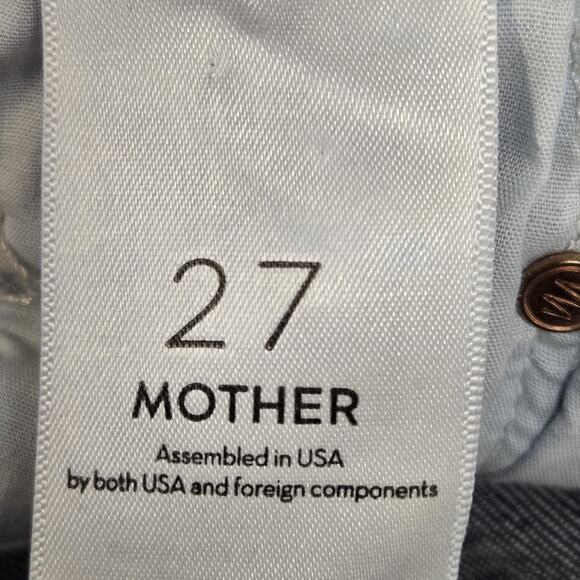 27
MOTHER
Assembled in USA
by both USA and foreign components